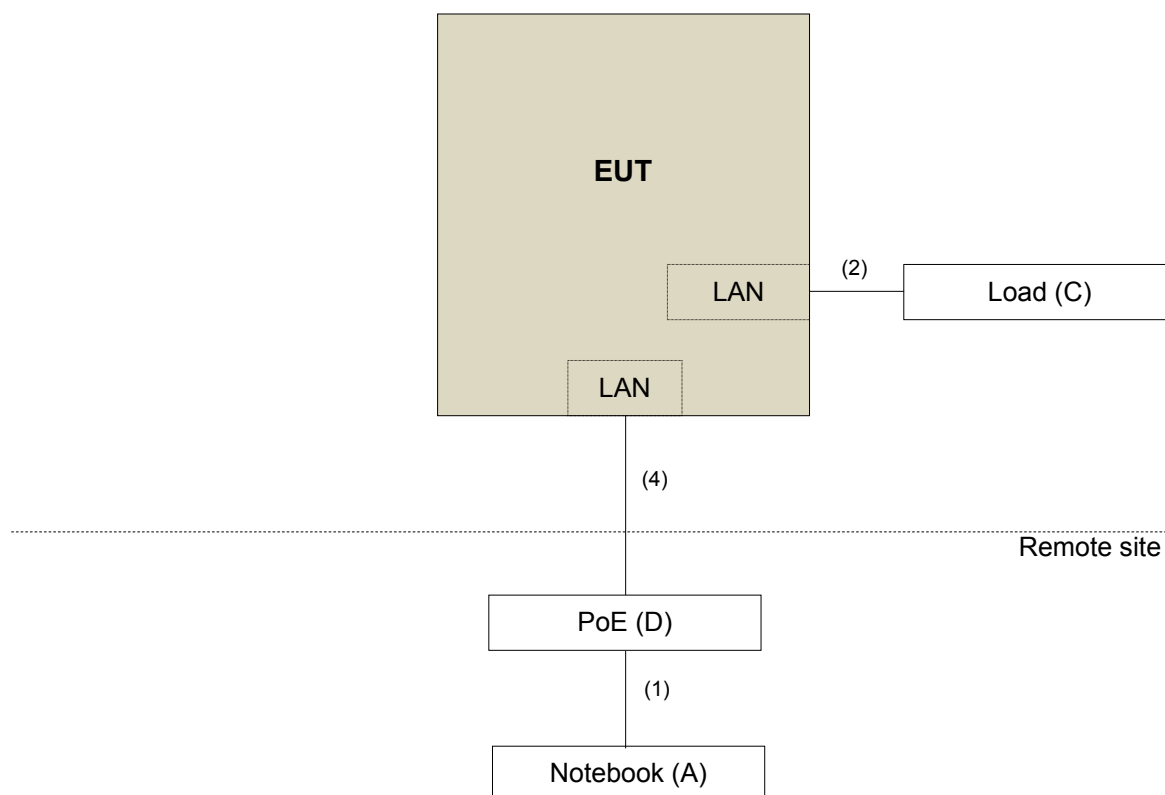 EUT
LAN
(2)
Load (C)
LAN
(4)
Remote site
PoE (D)
(1)
Notebook (A)